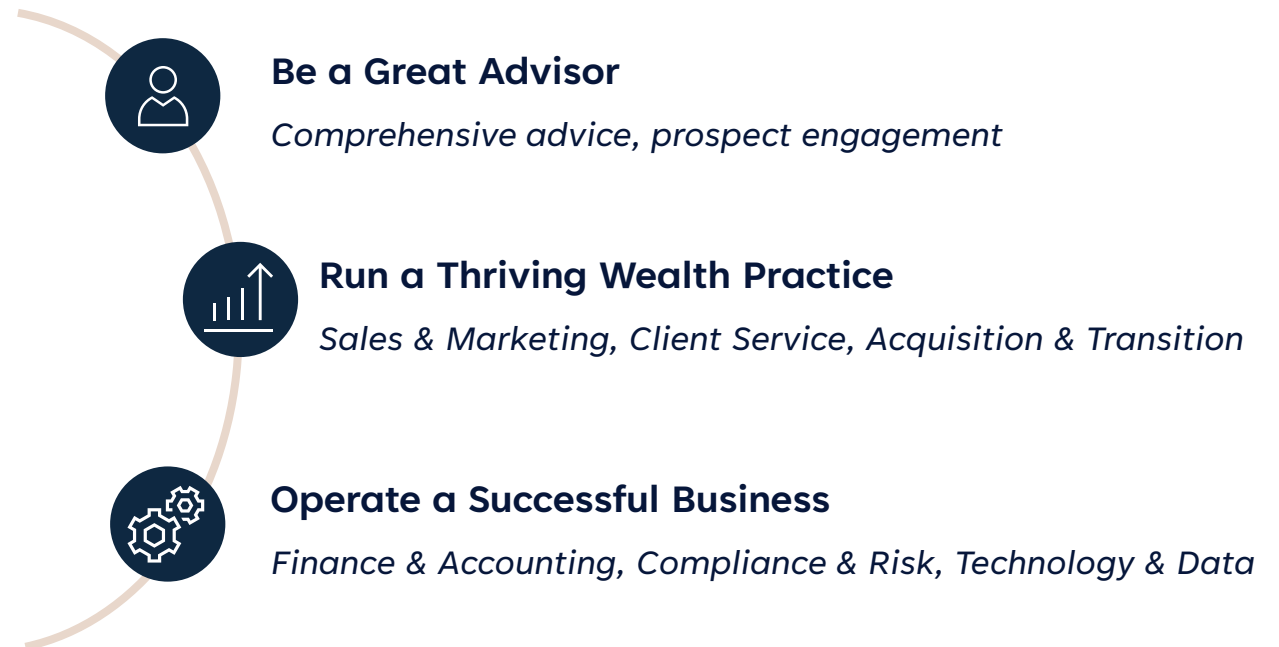 Be a Great Advisor
Comprehensive advice, prospect engagement
Run a Thriving Wealth Practice
Sales & Marketing, Client Service, Acquisition & Transition
Operate a Successful Business
Finance & Accounting, Compliance & Risk, Technology & Data